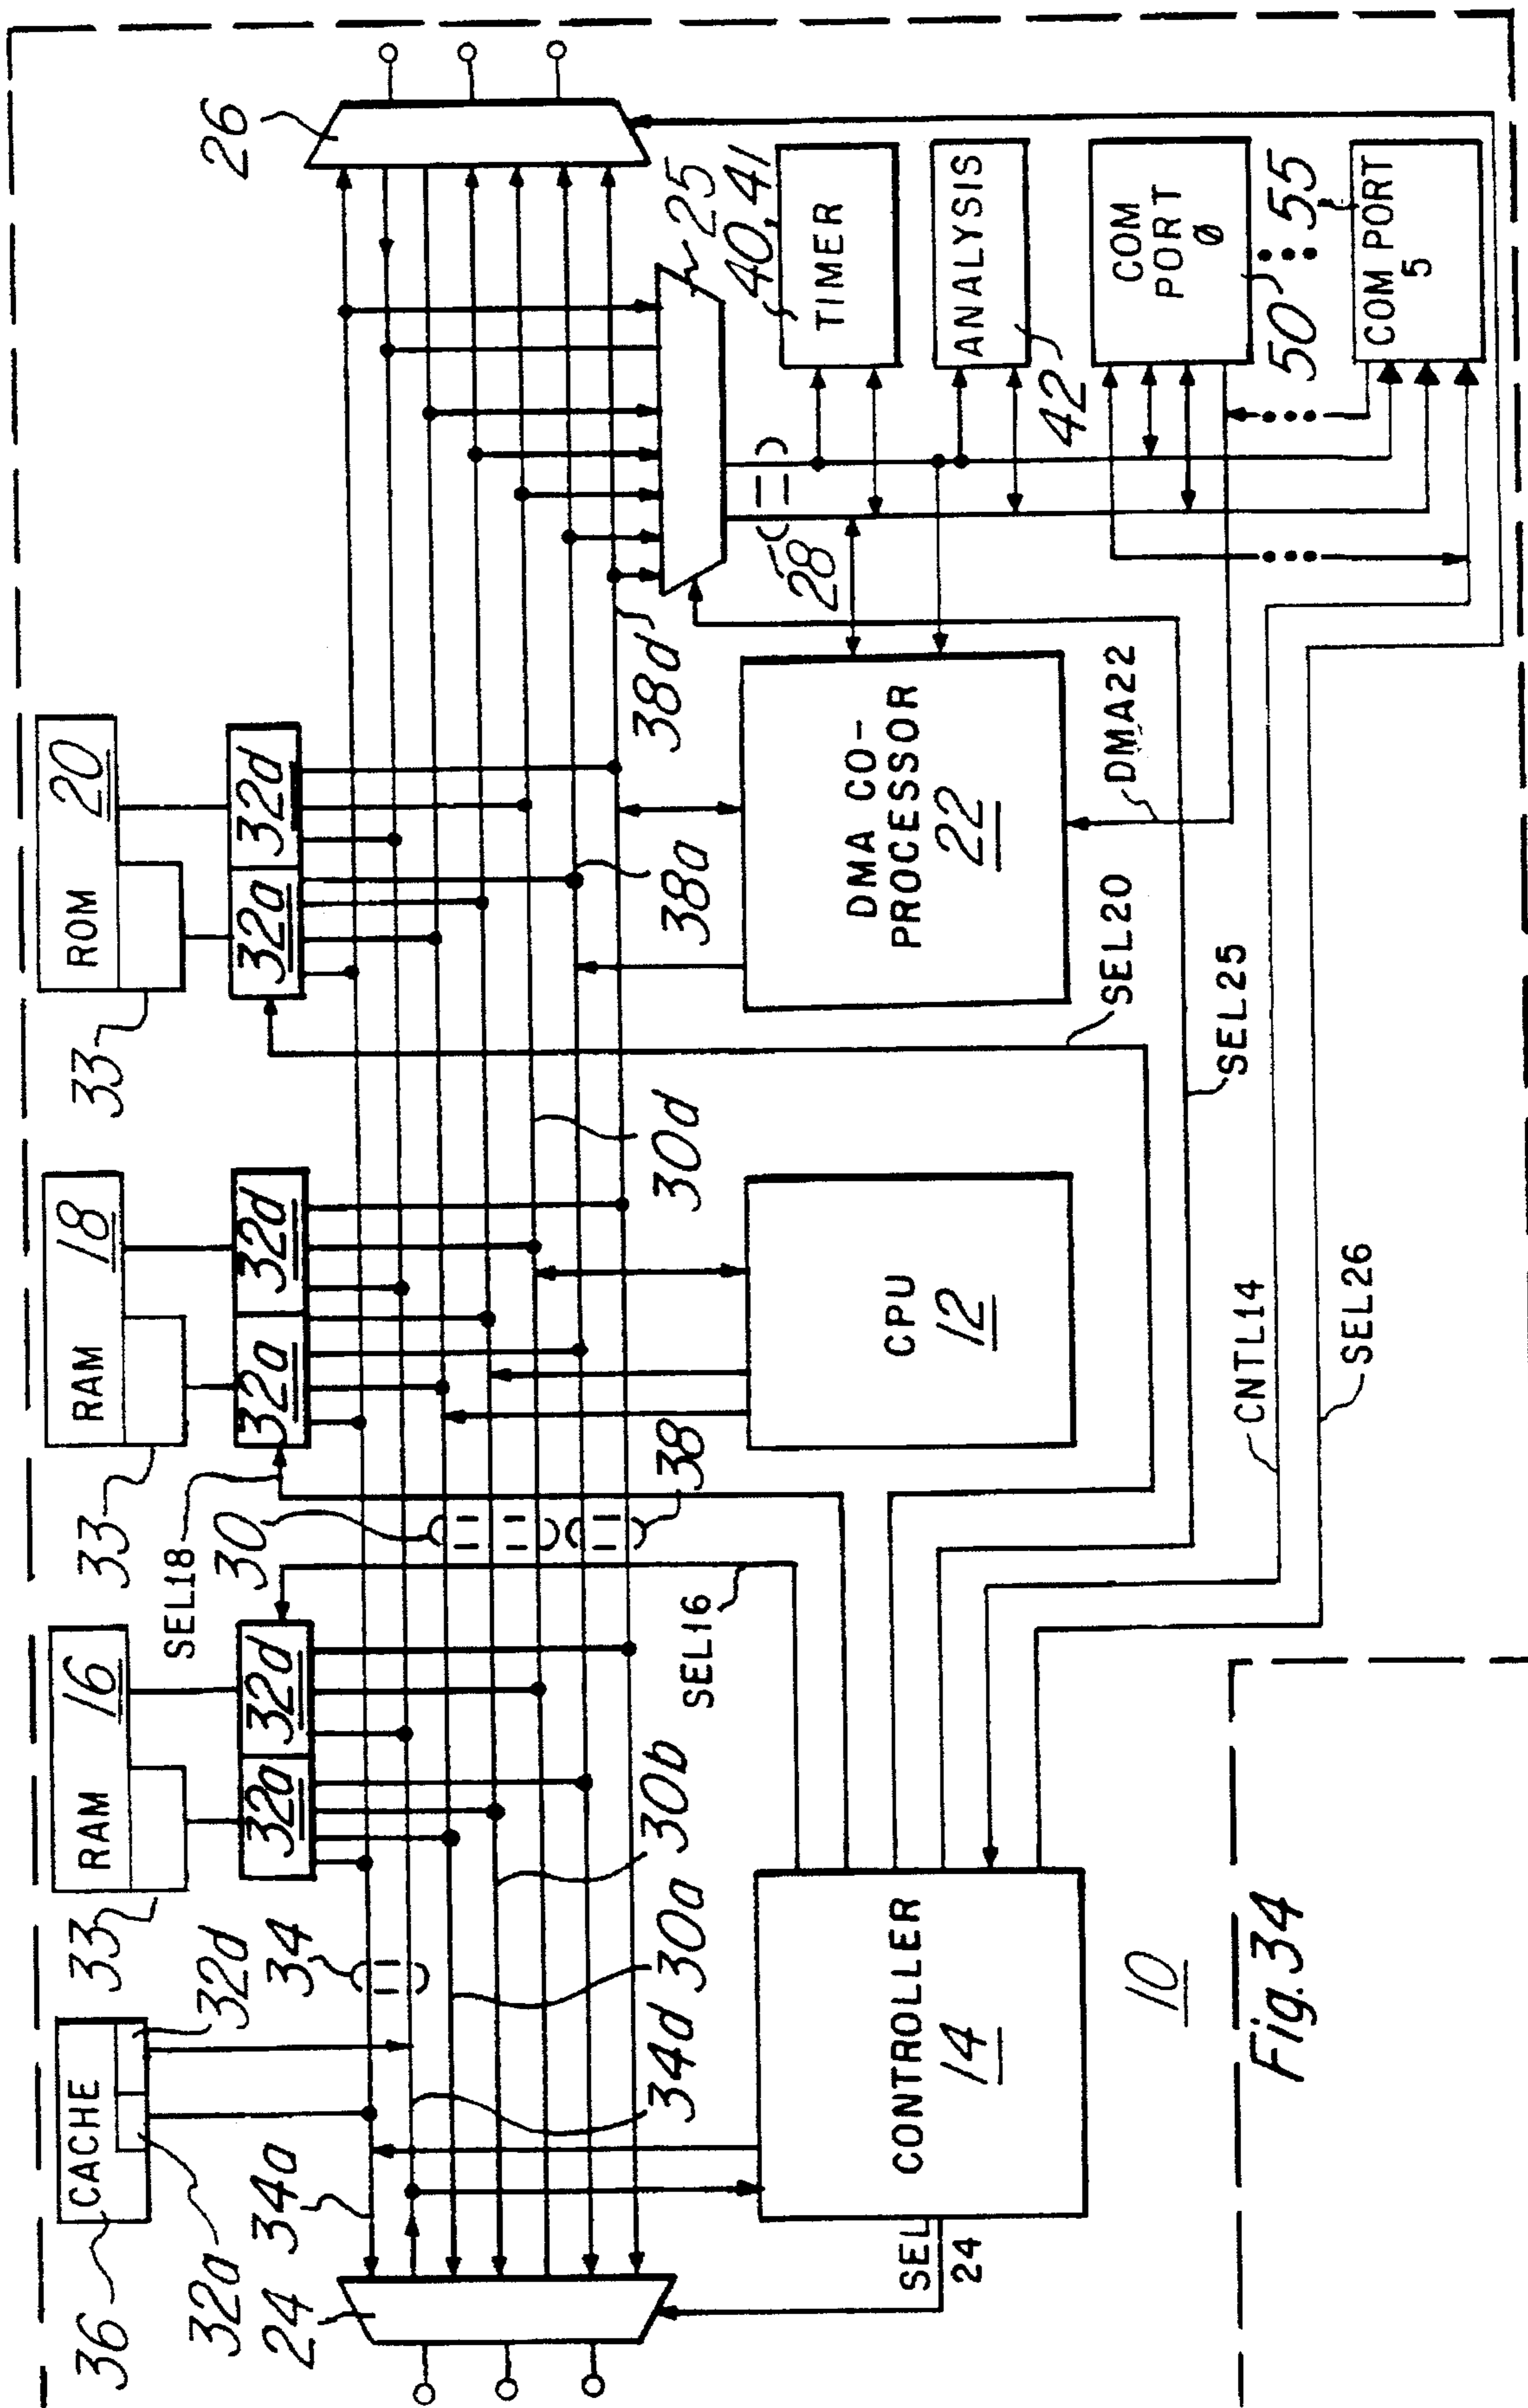 36
CACHE
32a
32d
33
RAM
16
32a
32d
SEL18
33
RAM
18
32a
32d
33
ROM
20
32a
32d
26
24
34a
34
34d
30a
30b
30
38
30d
38a
38d
25
SEL16
SEL
24
CONTROLLER
14
CPU
12
DMA CO-
PROCESSOR
22
28
TIMER
40,41
ANALYSIS
42
COM
PORT
Ø
50
55
COM PORT
5
DMA22
SEL20
SEL25
CNTL14
SEL26
10
Fig.34